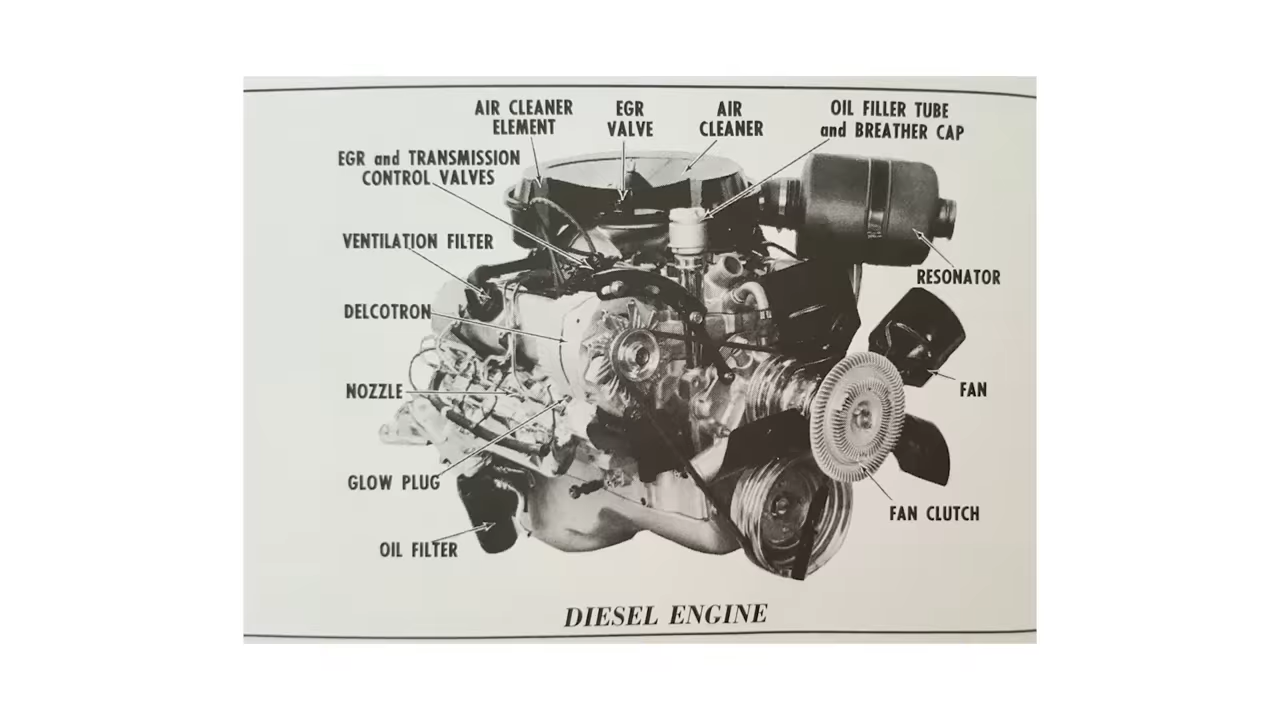 AIR CLEANER
ELEMENT
EGR
VALVE
AIR
CLEANER
OIL FILLER TUBE
and BREATHER CAP
EGR and TRANSMISSION
CONTROL VALVES
VENTILATION FILTER
RESONATOR
DELCOTRON
FAN
NOZZLE
GLOW PLUG
FAN CLUTCH
OIL FILTER
DIESEL ENGINE